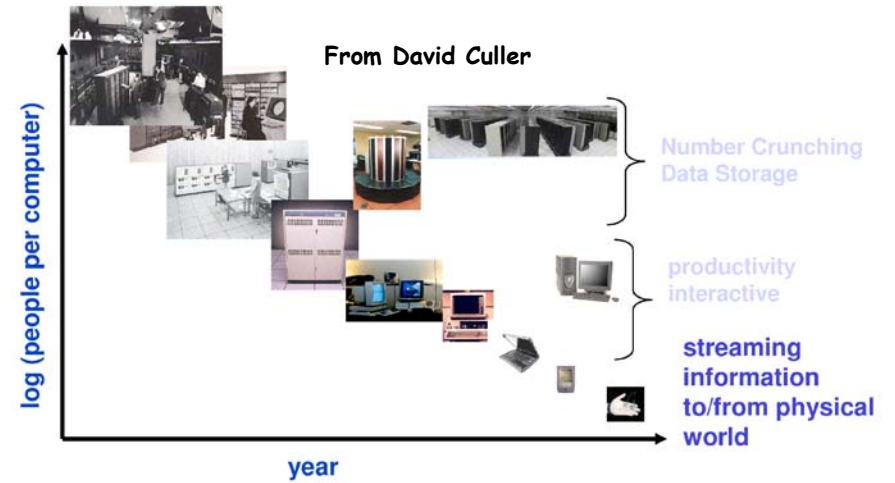 From David Culler
log (people per computer)
Number Crunching
Data Storage
productivity
interactive
streaming
information
to/from physical
world
year